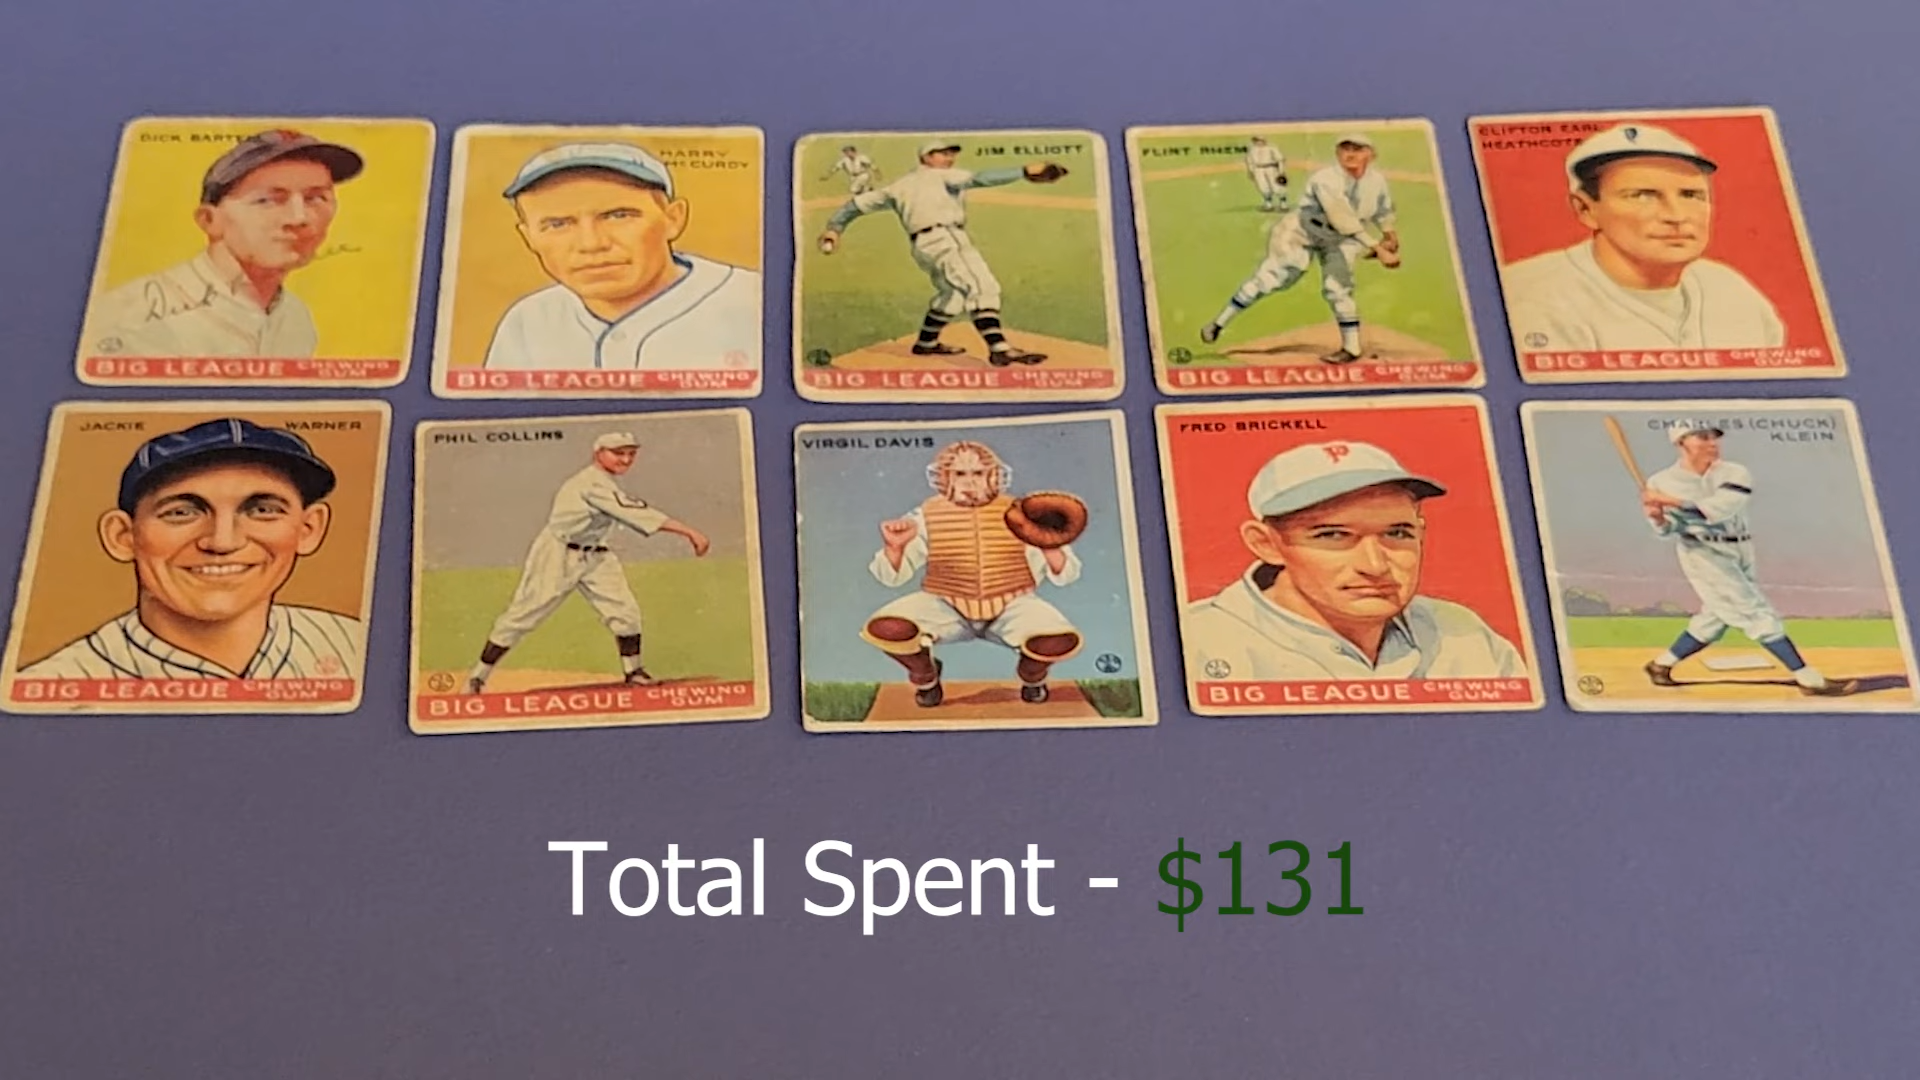 DICK BARTELL
Dick
BIG LEAGUE CHEWING GUM
HARRY
McCURDY
BIG LEAGUE CHEWING GUM
JIM ELLIOTT
BIG LEAGUE CHEWING GUM
FLINT RHEM
BIG LEAGUE CHEWING GUM
CLIFTON EARL
HEATHCOTE
BIG LEAGUE CHEWING GUM
JACKIE WARNER
BIG LEAGUE CHEWING GUM
PHIL COLLINS
BIG LEAGUE CHEWING GUM
VIRGIL DAVIS
FRED BRICKELL
P
BIG LEAGUE CHEWING GUM
CHARLES (CHUCK)
KLEIN
Total Spent - $131